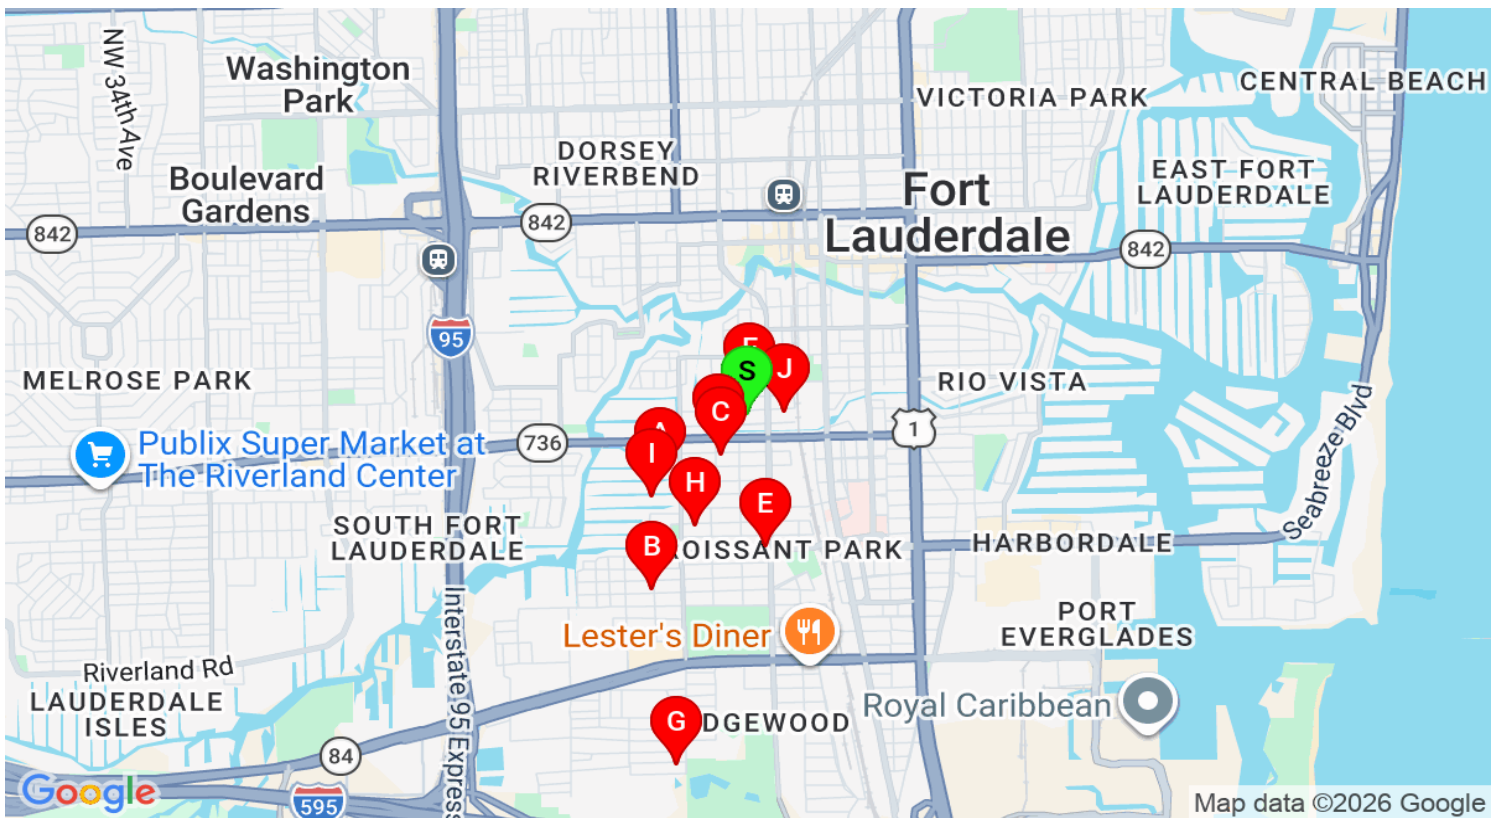 NW 34th Ave
Washington
Park
CENTRAL BEACH
VICTORIA PARK
DORSEY
RIVERBEND
EAST FORT
LAUDERDALE
Boulevard
Gardens
Fort
Lauderdale
842
842
842
95
MELROSE PARK
S
J
RIO VISTA
C
1
Publix Super Market at
The Riverland Center
736
I
H
E
Seabreeze Blvd
SOUTH FORT
LAUDERDALE
B
OISSANT PARK
HARBORDALE
Interstate 95 Express
PORT
EVERGLADES
Lester's Diner
Riverland Rd
LAUDERDALE
ISLES
G
DGEWOOD
Royal Caribbean
84
595
Google
Map data ©2026 Google